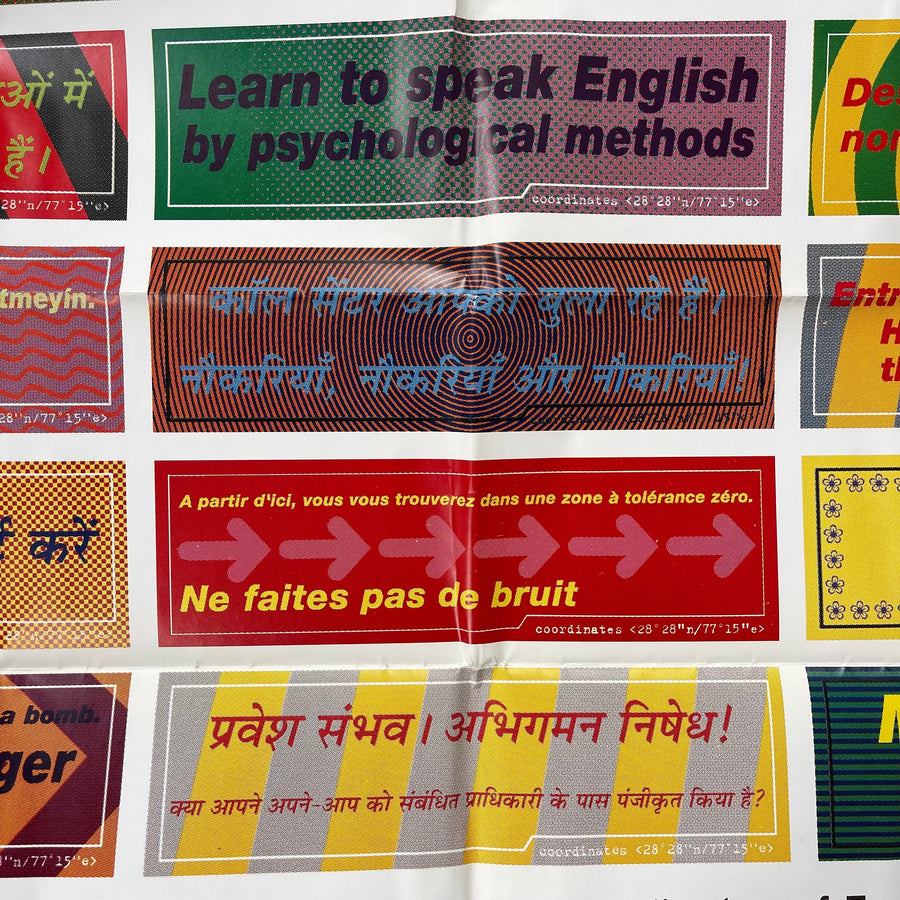 ओं में
हैं।
28"n/77°15"e>
Learn to speak English
by psychological methods
coordinates <28°28"n/77°15"e>
De
nor
tmeyin.
28"n/77°15"e>
कॉल सेंटर आपको बुला रहे हैं।
नौकरियाँ, नौकरियाँ और नौकरियाँ!
Entr
H
th
करें
A partir d'ici, vous vous trouverez dans une zone à tolérance zéro.
Ne faites pas de bruit
coordinates <28°28"n/77°15"e>
a bomb.
ger
"n/77°15"e>
प्रवेश संभव। अभिगमन निषेध!
क्या आपने अपने-आप को संबंधित प्राधिकारी के पास पंजीकृत किया है?
coordinates <28°28"n/77°15"e>